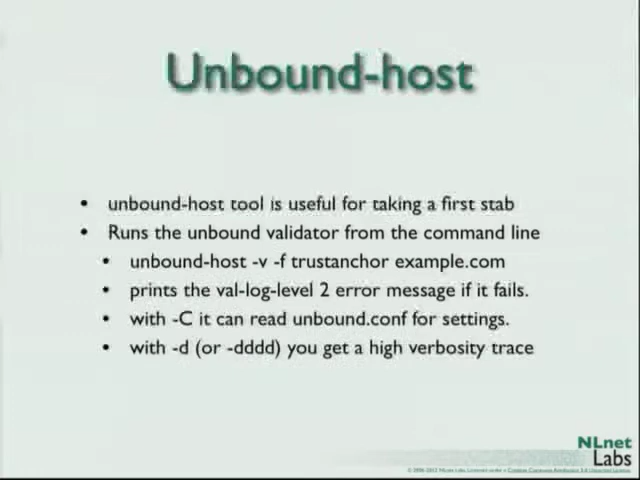 Unbound-host
• unbound-host tool is useful for taking a first stab
• Runs the unbound validator from the command line
• unbound-host -v -f trustanchor example.com
• prints the val-log-level 2 error message if it fails.
• with -C it can read unbound.conf for settings.
• with -d (or -dddd) you get a high verbosity trace
NLnet
Labs